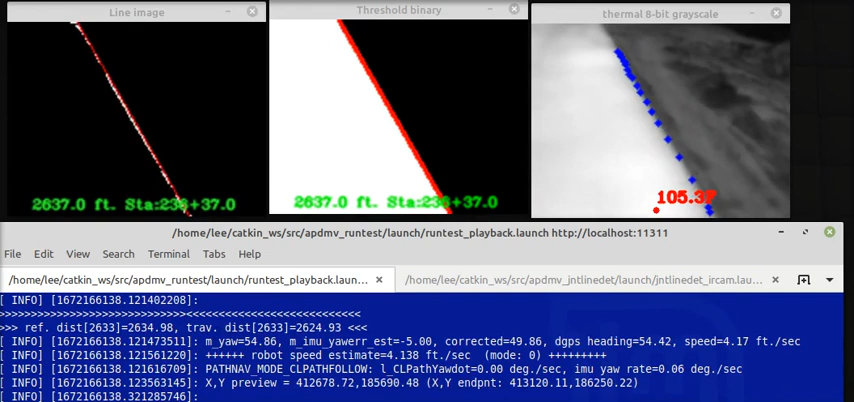 Line image
Threshold binary
thermal 8-bit grayscale
2637.0 ft. Sta:236+37.0
2637.0 ft. Sta:236+37.0
105.37
/home/lee/catkin_ws/src/apdmv_runtest/launch/runtest_playback.launch http://localhost:11311
File Edit View Search Terminal Tabs Help
/home/lee/catkin_ws/src/apdmv_runtest/launch/runtest_playback.laun...
/home/lee/catkin_ws/src/apdmv_jntlinedet/launch/jntlinedet_ircam.lau...
[ INFO] [1672166138.121402208]:
>>>>>>>>>>>>>>>>>>>>>>>>>>>>><<<<<<<<<<<<<<<<<<<<<<<<<<<
>>> ref. dist[2633]=2634.98, trav. dist[2633]=2624.93 <<<
[ INFO] [1672166138.121473511]: m_yaw=54.86, m_imu_yawerr_est=-5.00, corrected=49.86, dgps heading=54.42, speed=4.17 ft./sec
[ INFO] [1672166138.121561220]: ++++++ robot speed estimate=4.138 ft./sec (mode: 0) +++++++++
[ INFO] [1672166138.121616709]: PATHNAV_MODE_CLPATHFOLLOW: l_CLPathYawdot=0.00 deg./sec, imu yaw rate=0.06 deg./sec
[ INFO] [1672166138.123563145]: X,Y preview = 412678.72,185690.48 (X,Y endpnt: 413120.11,186250.22)
[ INFO] [1672166138.321285746]: